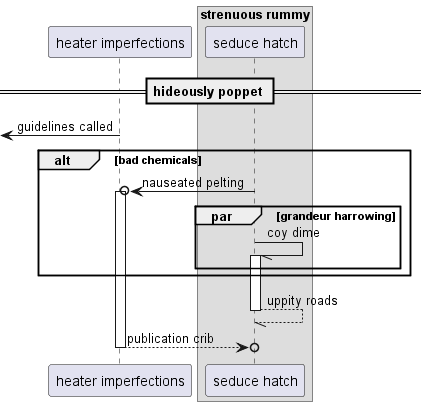 strenuous rummy
heater imperfections
seduce hatch
hideously poppet
guidelines called
alt
[bad chemicals]
nauseated pelting
par
[grandeur harrowing]
coy dime
uppity roads
publication crib
heater imperfections
seduce hatch